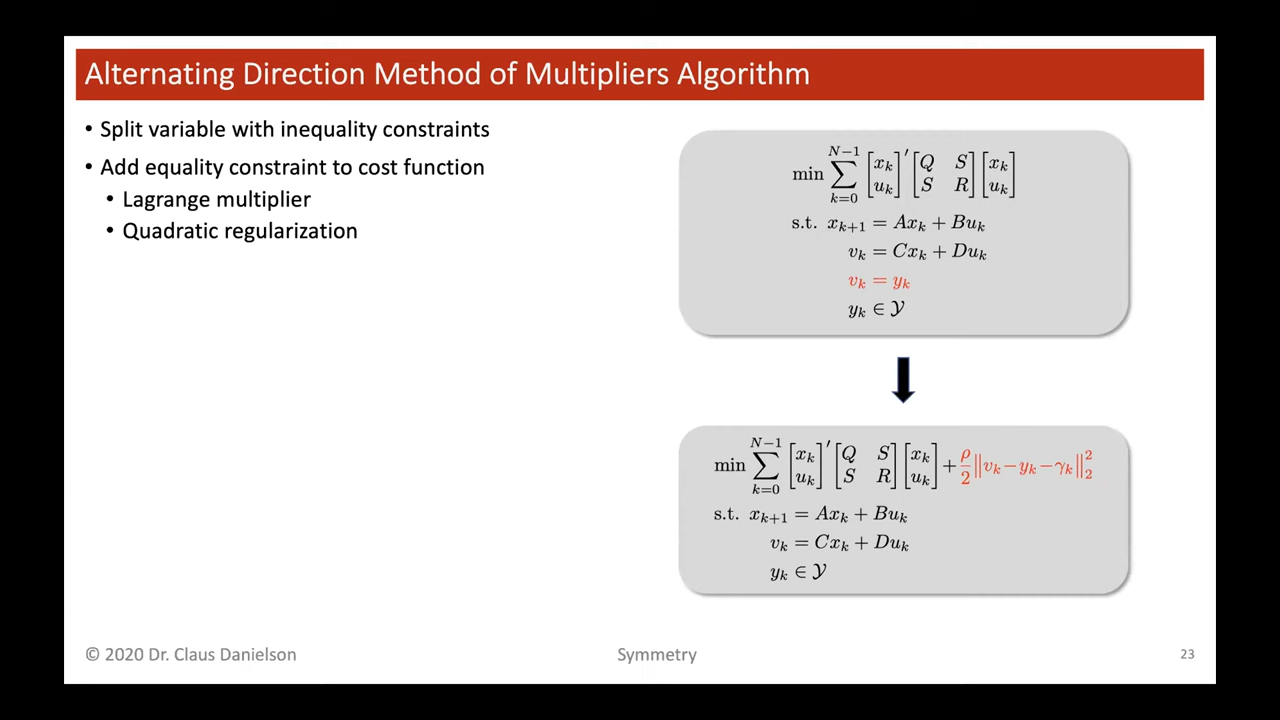 Alternating Direction Method of Multipliers Algorithm
• Split variable with inequality constraints
• Add equality constraint to cost function
• Lagrange multiplier
• Quadratic regularization
min ∑_{k=0}^{N−1} [x_k; u_k]′ [Q S; S R] [x_k; u_k]
s.t. x_{k+1} = Ax_k + Bu_k
v_k = Cx_k + Du_k
v_k = y_k
y_k ∈ 𝒴
min ∑_{k=0}^{N−1} [x_k; u_k]′ [Q S; S R] [x_k; u_k] + ρ/2 ‖v_k − y_k − γ_k‖₂²
s.t. x_{k+1} = Ax_k + Bu_k
v_k = Cx_k + Du_k
y_k ∈ 𝒴
© 2020 Dr. Claus Danielson
Symmetry
23